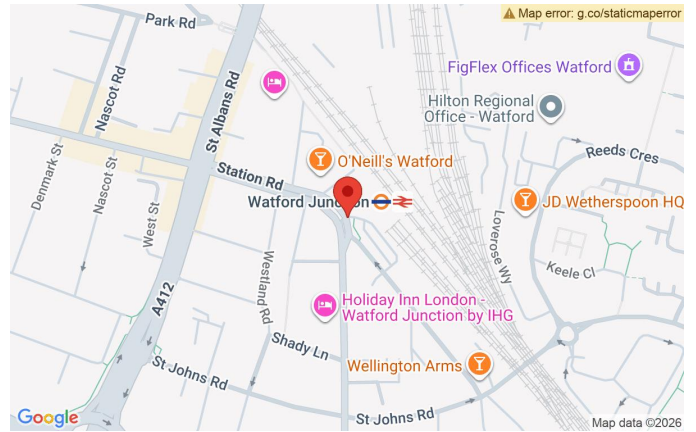 Map error: g.co/staticmaperror
Park Rd
Nascot Rd
St Albans Rd
FigFlex Offices Watford
Hilton Regional
Office - Watford
Denmark St
Nascot St
West St
Station Rd
O'Neill's Watford
Reeds Cres
Watford Junction
JD Wetherspoon HQ
Loverose Wy
Keele Cl
A412
Westland Rd
Holiday Inn London -
Watford Junction by IHG
Shady Ln
St Johns Rd
Wellington Arms
St Johns Rd
Google
Map data ©2026